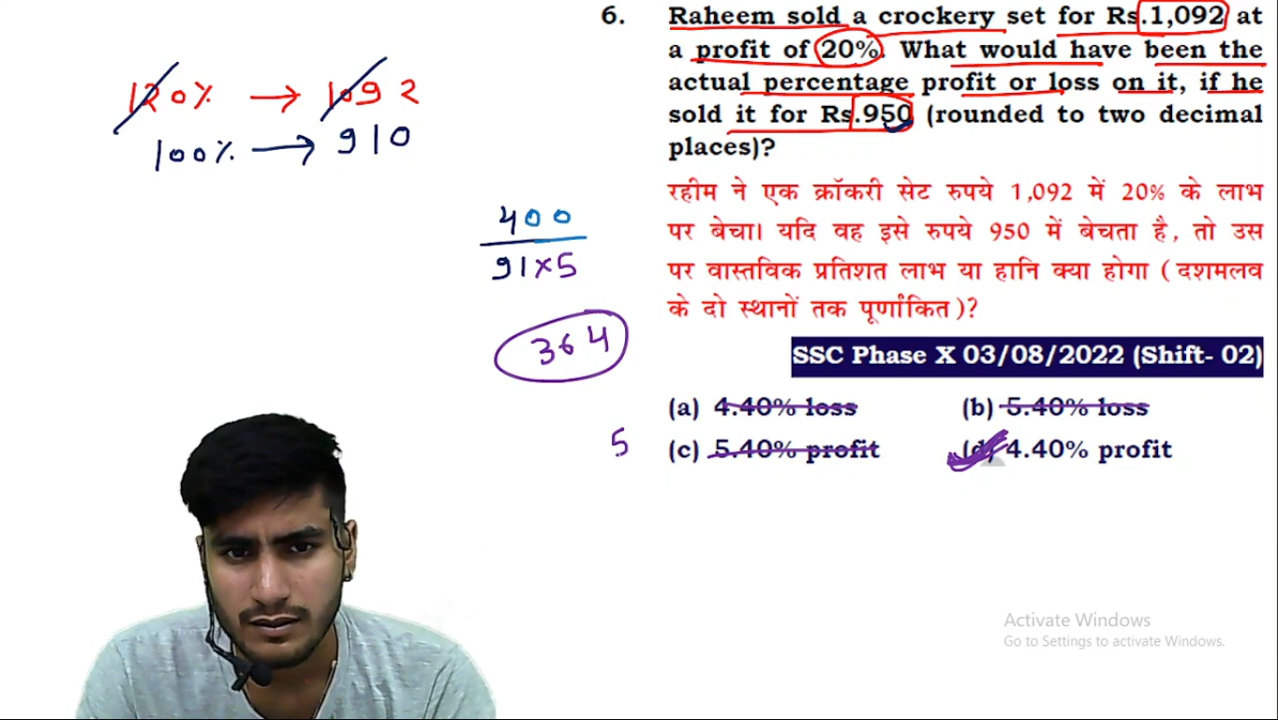 6. Raheem sold a crockery set for Rs.1,092 at
a profit of 20%. What would have been the
actual percentage profit or loss on it, if he
sold it for Rs.950 (rounded to two decimal
places)?
रहीम ने एक क्रॉकरी सेट रुपये 1,092 में 20% के लाभ
पर बेचा। यदि वह इसे रुपये 950 में बेचता है, तो उस
पर वास्तविक प्रतिशत लाभ या हानि क्या होगा (दशमलव
के दो स्थानों तक पूर्णांकित)?
SSC Phase X 03/08/2022 (Shift- 02)
(a) 4.40% loss (b) 5.40% loss
(c) 5.40% profit (d) 4.40% profit
120% → 1092
100% → 910
400
91×5
364
5
Activate Windows
Go to Settings to activate Windows.